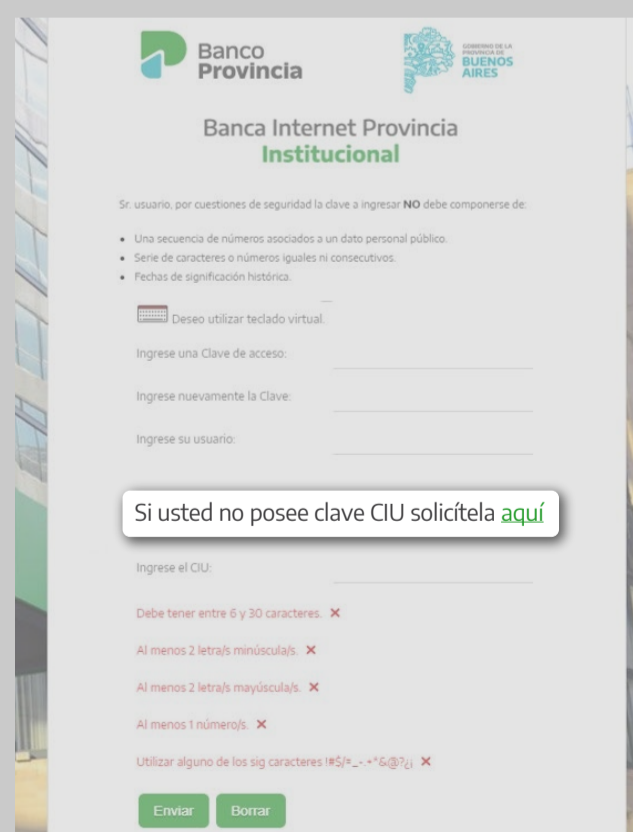 Banco
Provincia
GOBIERNO DE LA
PROVINCIA DE
BUENOS
AIRES
Banca Internet Provincia
Institucional
Sr. usuario, por cuestiones de seguridad la clave a ingresar NO debe componerse de:
• Una secuencia de números asociados a un dato personal público.
• Serie de caracteres o números iguales ni consecutivos.
• Fechas de significación histórica.
Deseo utilizar teclado virtual.
Ingrese una Clave de acceso:
Ingrese nuevamente la Clave:
Ingrese su usuario:
Si usted no posee clave CIU solicítela aquí
Ingrese el CIU:
Debe tener entre 6 y 30 caracteres. ✕
Al menos 2 letra/s minúscula/s. ✕
Al menos 2 letra/s mayúscula/s. ✕
Al menos 1 número/s. ✕
Utilizar alguno de los sig caracteres !#$/=_-.+*&@?¿¡ ✕
Enviar Borrar